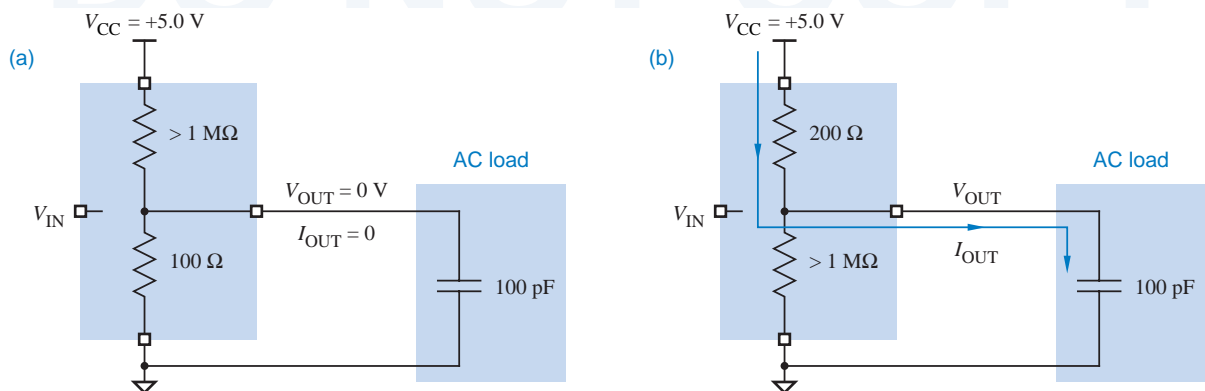 V_CC = +5.0 V
(a)
> 1 MΩ
AC load
V_OUT = 0 V
V_IN
I_OUT = 0
100 Ω
100 pF
V_CC = +5.0 V
(b)
200 Ω
AC load
V_OUT
V_IN
I_OUT
> 1 MΩ
100 pF